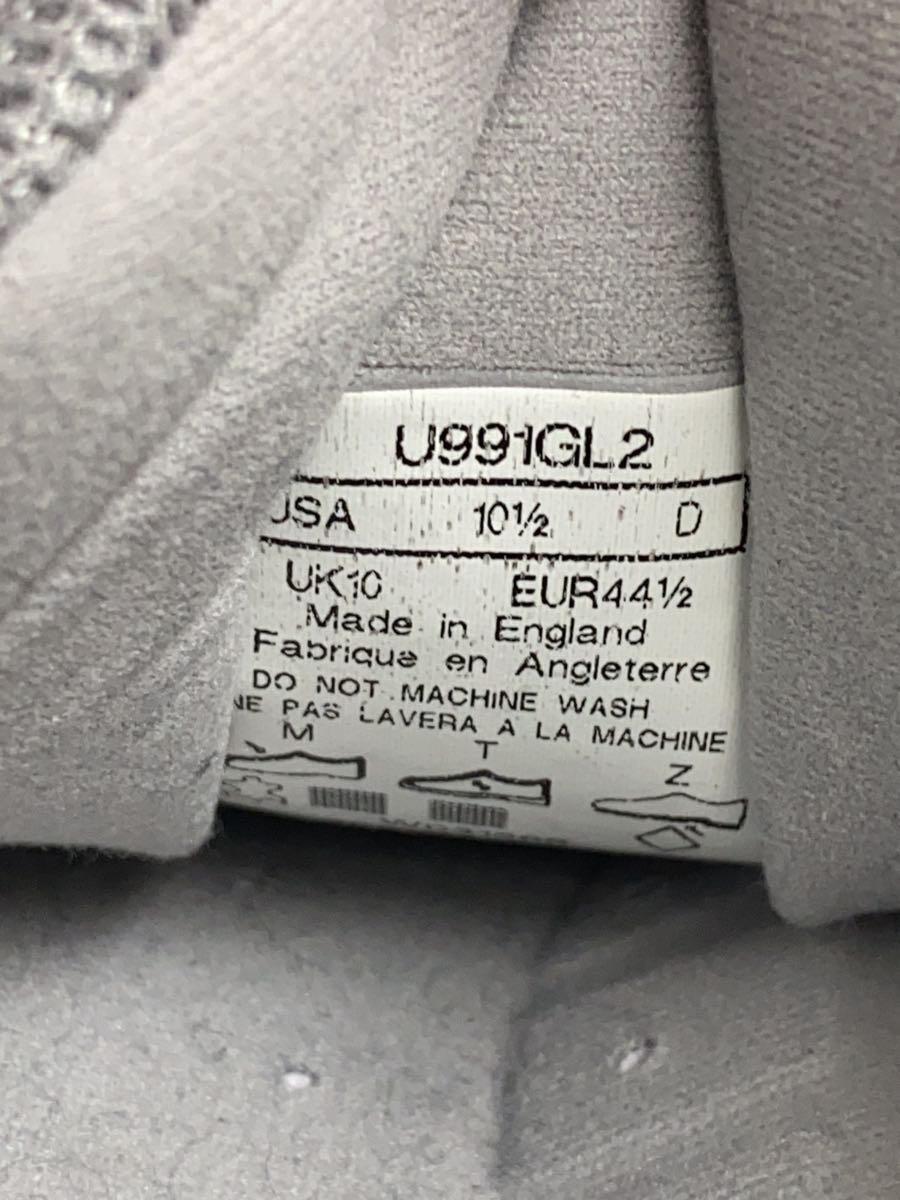 U991GL2
USA 10½ D
UK10 EUR44½
Made in England
Fabrique en Angleterre
DO NOT MACHINE WASH
NE PAS LAVERA A LA MACHINE
M T Z